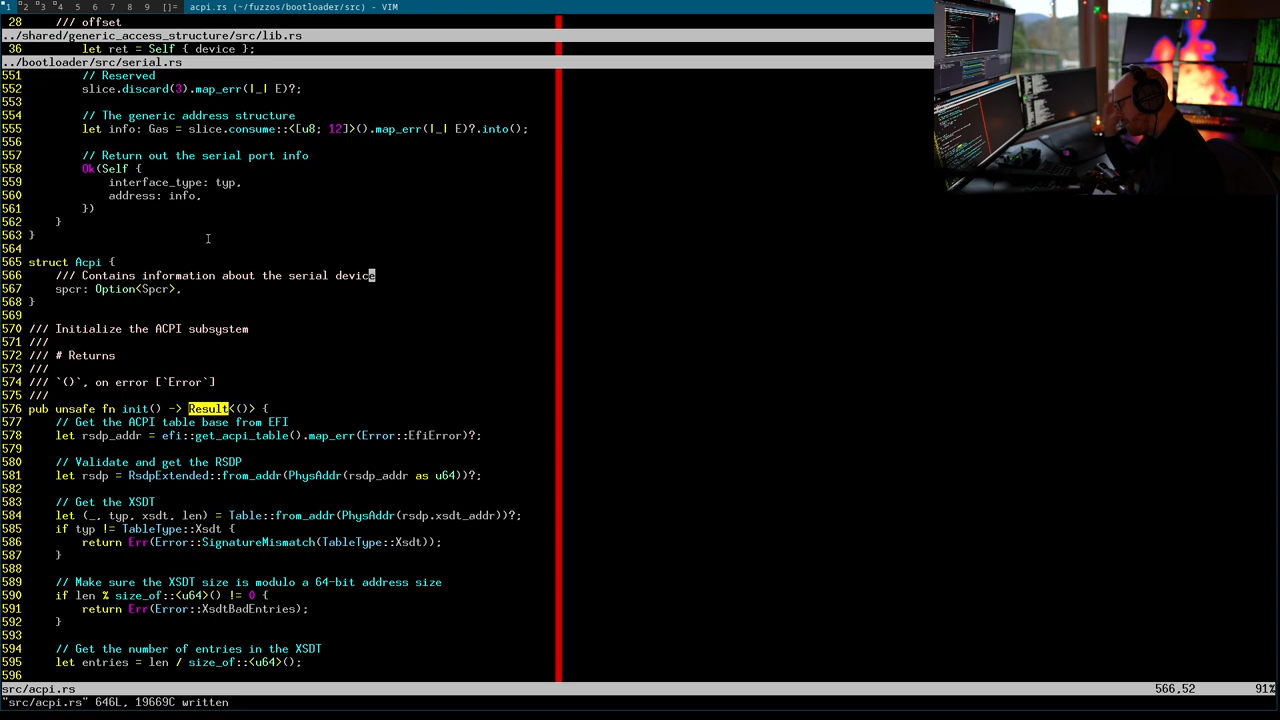 1 2 3 4 5 6 7 8 9 []= acpi.rs (~/fuzzos/bootloader/src) - VIM
28     /// offset
../shared/generic_access_structure/src/lib.rs
36         let ret = Self { device };
../bootloader/src/serial.rs
551         // Reserved
552         slice.discard(3).map_err(|_| E)?;
553
554         // The generic address structure
555         let info: Gas = slice.consume::<[u8; 12]>().map_err(|_| E)?.into();
556
557         // Return out the serial port info
558         Ok(Self {
559             interface_type: typ,
560             address: info,
561         })
562     }
563 }
564
565 struct Acpi {
566     /// Contains information about the serial device
567     spcr: Option<Spcr>,
568 }
569
570 /// Initialize the ACPI subsystem
571 ///
572 /// # Returns
573 ///
574 /// `()`, on error [`Error`]
575 ///
576 pub unsafe fn init() -> Result<()> {
577     // Get the ACPI table base from EFI
578     let rsdp_addr = efi::get_acpi_table().map_err(Error::EfiError)?;
579
580     // Validate and get the RSDP
581     let rsdp = RsdpExtended::from_addr(PhysAddr(rsdp_addr as u64))?;
582
583     // Get the XSDT
584     let (_, typ, xsdt, len) = Table::from_addr(PhysAddr(rsdp.xsdt_addr))?;
585     if typ != TableType::Xsdt {
586         return Err(Error::SignatureMismatch(TableType::Xsdt));
587     }
588
589     // Make sure the XSDT size is modulo a 64-bit address size
590     if len % size_of::<u64>() != 0 {
591         return Err(Error::XsdtBadEntries);
592     }
593
594     // Get the number of entries in the XSDT
595     let entries = len / size_of::<u64>();
596
src/acpi.rs 566,52 91%
"src/acpi.rs" 646L, 19669C written